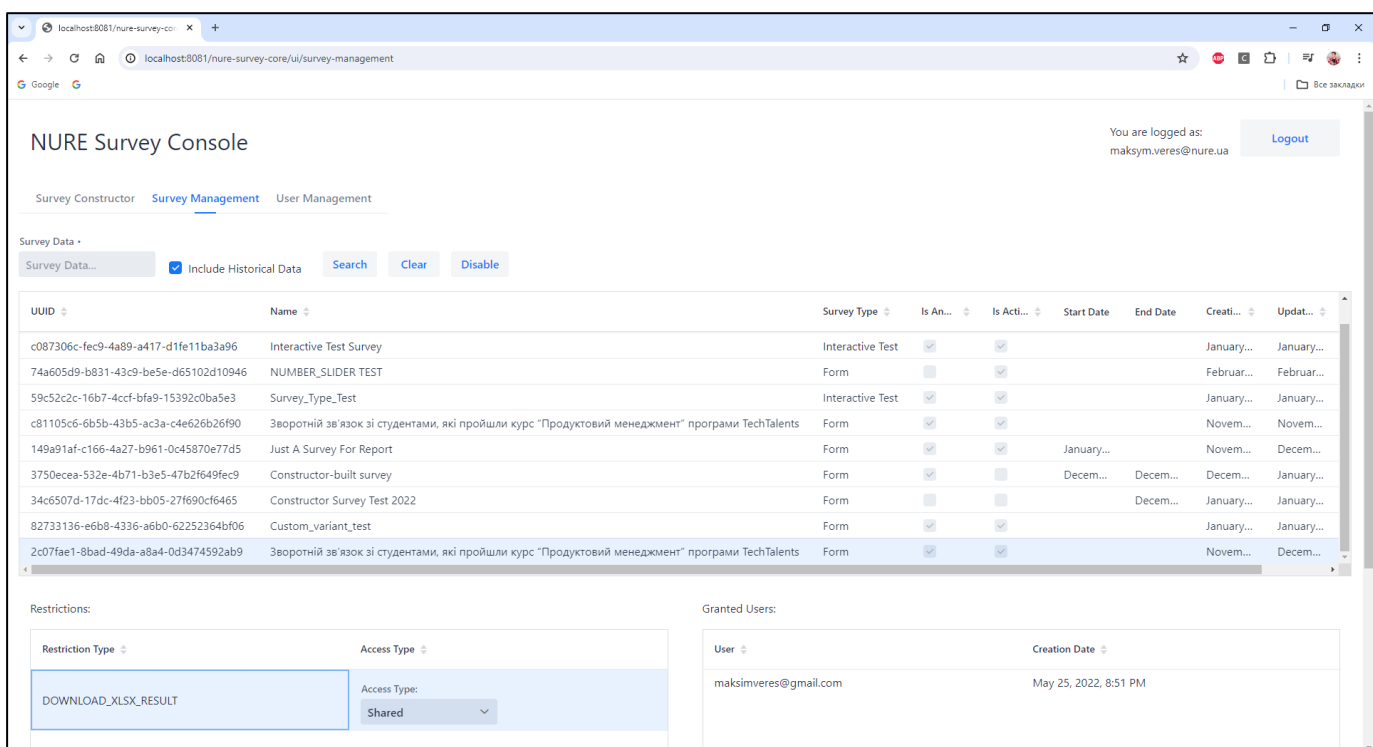 localhost:8081/nure-survey-con
localhost:8081/nure-survey-core/ui/survey-management
ABP C
G Google G Все закладки
NURE Survey Console
You are logged as:
maksym.veres@nure.ua
Logout
Survey Constructor Survey Management User Management
Survey Data •
Survey Data... Include Historical Data Search Clear Disable
UUID Name Survey Type Is An... Is Acti... Start Date End Date Creati... Updat...
c087306c-fec9-4a89-a417-d1fe11ba3a96 Interactive Test Survey Interactive Test January... January...
74a605d9-b831-43c9-be5e-d65102d10946 NUMBER_SLIDER TEST Form Februar... Februar...
59c52c2c-16b7-4ccf-bfa9-15392c0ba5e3 Survey_Type_Test Interactive Test January... January...
c81105c6-6b5b-43b5-ac3a-c4e626b26f90 Зворотній зв'язок зі студентами, які пройшли курс "Продуктовий менеджмент" програми TechTalents Form Novem... Novem...
149a91af-c166-4a27-b961-0c45870e77d5 Just A Survey For Report Form January... Novem... Decem...
3750ecea-532e-4b71-b3e5-47b2f649fec9 Constructor-built survey Form Decem... Decem... Decem... January...
34c6507d-17dc-4f23-bb05-27f690cf6465 Constructor Survey Test 2022 Form Decem... January... January...
82733136-e6b8-4336-a6b0-62252364bf06 Custom_variant_test Form January... January...
2c07fae1-8bad-49da-a8a4-0d3474592ab9 Зворотній зв'язок зі студентами, які пройшли курс "Продуктовий менеджмент" програми TechTalents Form Novem... Decem...
Restrictions: Granted Users:
Restriction Type Access Type User Creation Date
DOWNLOAD_XLSX_RESULT Access Type: Shared maksimveres@gmail.com May 25, 2022, 8:51 PM